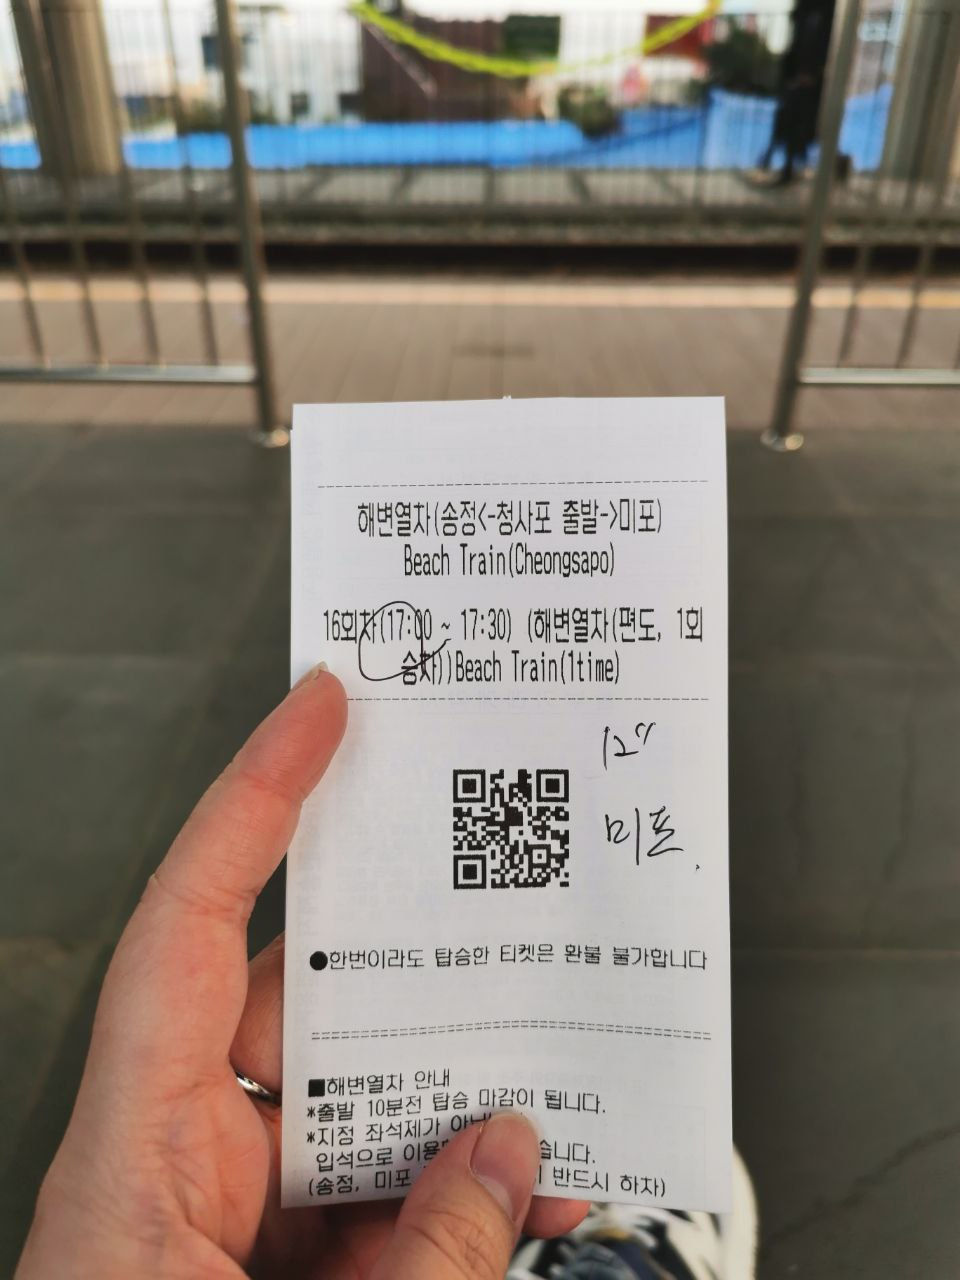 해변열차(송정<-청사포 출발->미포)
Beach Train(Cheongsapo)
16회차(17:00 ~ 17:30) (해변열차(편도, 1회
승차))Beach Train(1time)
미포
●한번이라도 탑승한 티켓은 환불 불가합니다
■해변열차 안내
*출발 10분전 탑승 마감이 됩니다.
*지정 좌석제가
입석으로
(송정, 미포 반드시 하차)